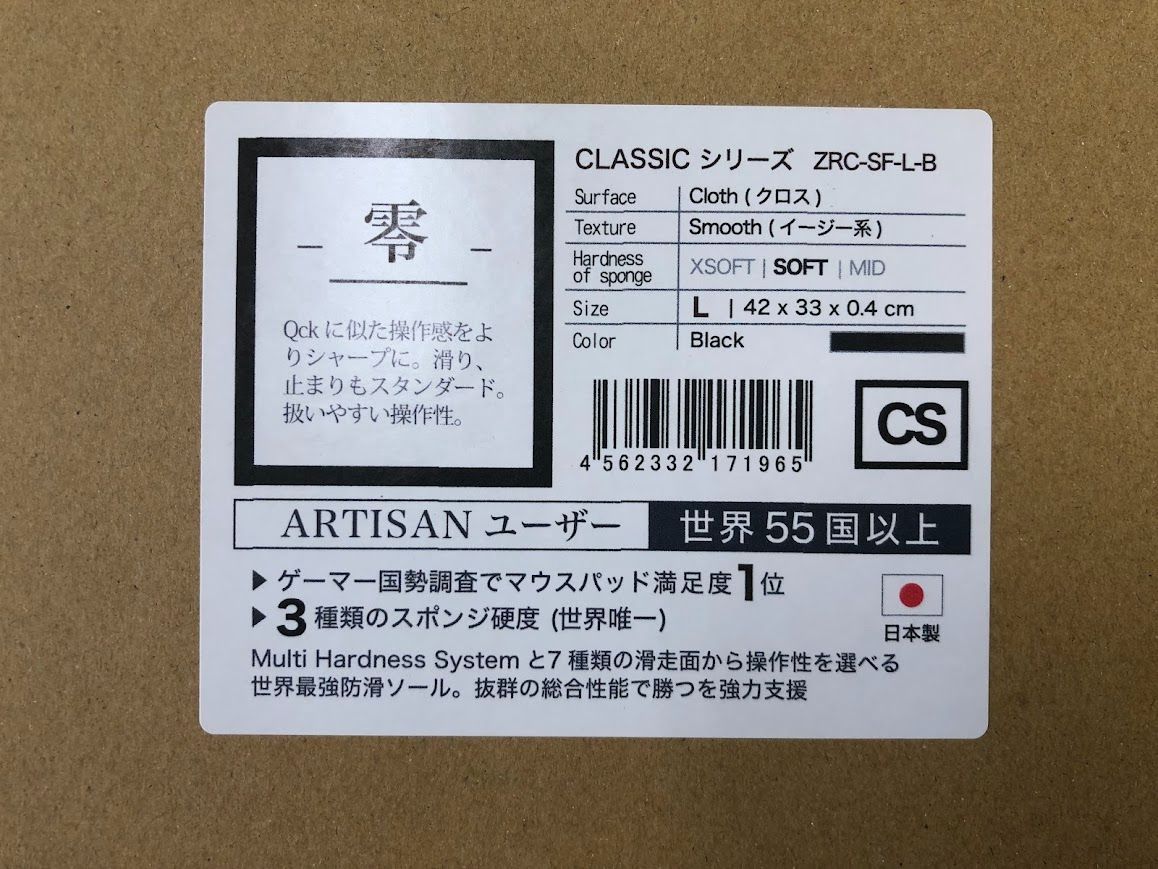 零
Qck に似た操作感をよ
りシャープに。滑り、
止まりもスタンダード。
扱いやすい操作性。
CLASSIC シリーズ ZRC-SF-L-B
Surface Cloth ( クロス )
Texture Smooth ( イージー系 )
Hardness
of sponge XSOFT | SOFT | MID
Size L | 42 x 33 x 0.4 cm
Color Black
4 562332 171965
CS
ARTISAN ユーザー 世界 55 国以上
▶ ゲーマー国勢調査でマウスパッド満足度 1 位
▶ 3 種類のスポンジ硬度 (世界唯一)
日本製
Multi Hardness System と7 種類の滑走面から操作性を選べる
世界最強防滑ソール。抜群の総合性能で勝つを強力支援